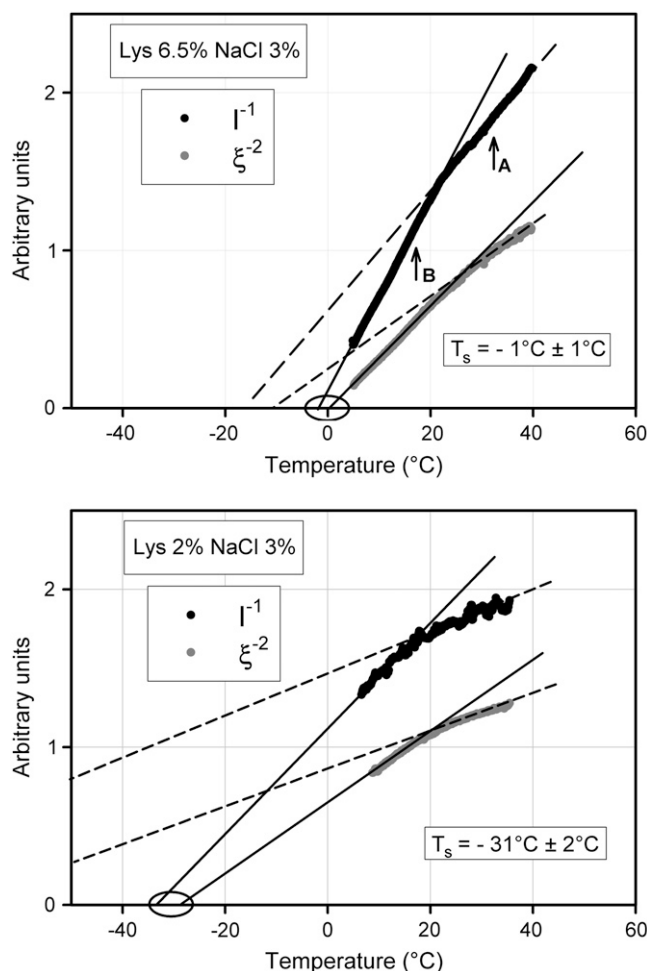 Lys 6.5% NaCl 3%
I⁻¹
ξ⁻²
A
B
Tₛ = - 1°C ± 1°C
Arbitrary units
2
1
0
-40 -20 0 20 40 60
Temperature (°C)
Lys 2% NaCl 3%
I⁻¹
ξ⁻²
Tₛ = - 31°C ± 2°C
Arbitrary units
2
1
0
-40 -20 0 20 40 60
Temperature (°C)